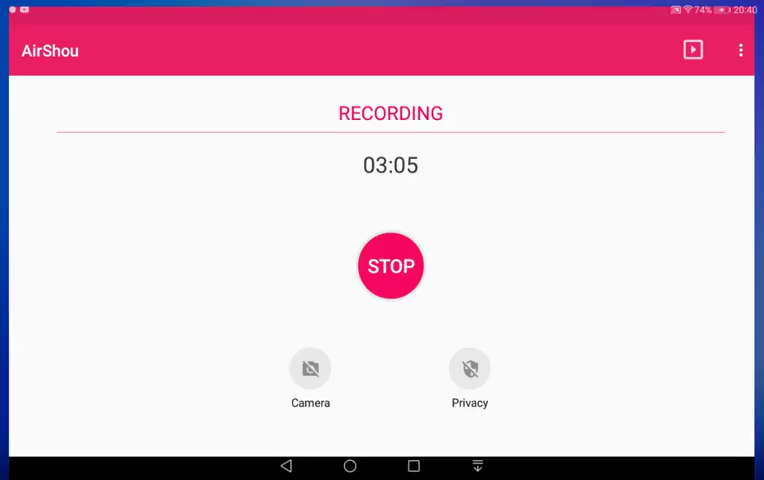 74% 20:40
AirShou
RECORDING
03:05
STOP
Camera Privacy